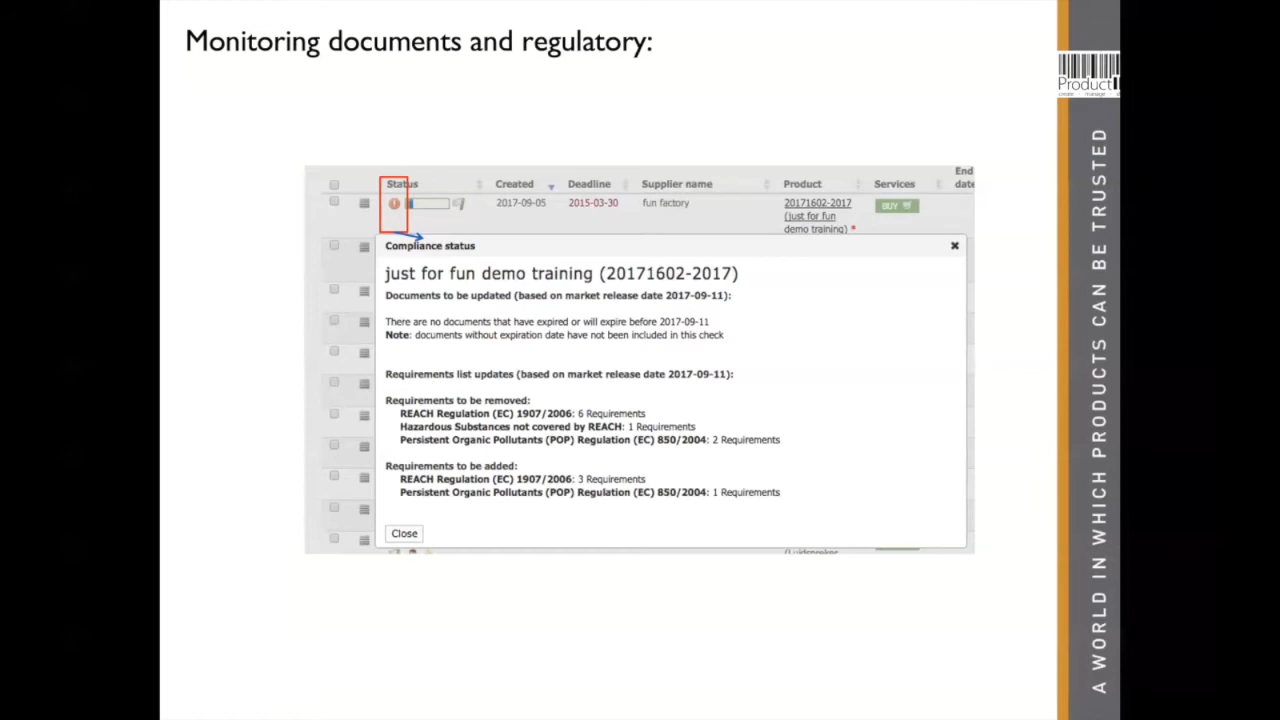 Monitoring documents and regulatory:
Product
create · manage ·
A WORLD IN WHICH PRODUCTS CAN BE TRUSTED
Status Created Deadline Supplier name Product Services End date
2017-09-05 2015-03-30 fun factory 20171602-2017 BUY
(just for fun
demo training) *
Compliance status
just for fun demo training (20171602-2017)
Documents to be updated (based on market release date 2017-09-11):
There are no documents that have expired or will expire before 2017-09-11
Note: documents without expiration date have not been included in this check
Requirements list updates (based on market release date 2017-09-11):
Requirements to be removed:
REACH Regulation (EC) 1907/2006: 6 Requirements
Hazardous Substances not covered by REACH: 1 Requirements
Persistent Organic Pollutants (POP) Regulation (EC) 850/2004: 2 Requirements
Requirements to be added:
REACH Regulation (EC) 1907/2006: 3 Requirements
Persistent Organic Pollutants (POP) Regulation (EC) 850/2004: 1 Requirements
Close